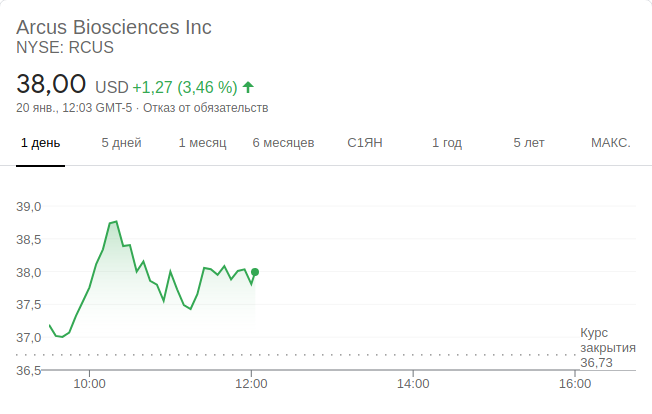 Arcus Biosciences Inc
NYSE: RCUS
38,00 USD +1,27 (3,46 %) ↑
20 янв., 12:03 GMT-5 · Отказ от обязательств
1 день 5 дней 1 месяц 6 месяцев С1ЯН 1 год 5 лет МАКС.
39,0
38,5
38,0
37,5
37,0
36,5
Курс
закрытия
36,73
10:00 12:00 14:00 16:00